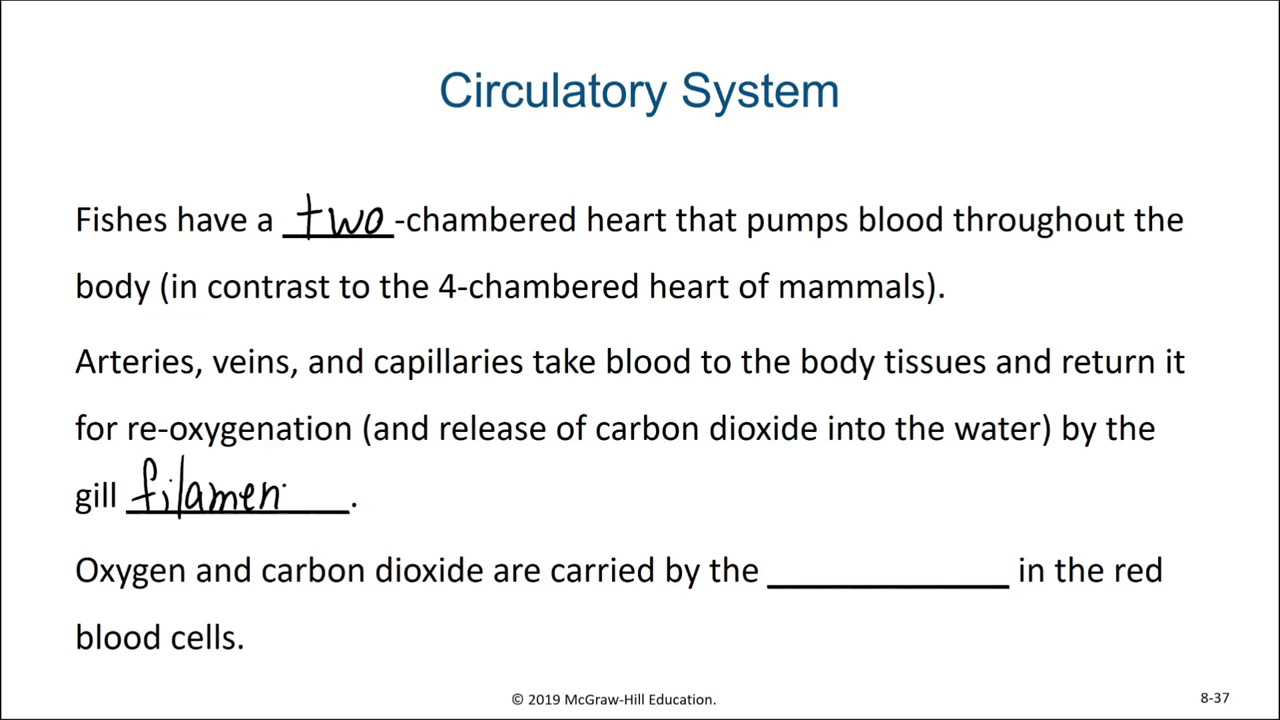 Circulatory System
Fishes have a two-chambered heart that pumps blood throughout the
body (in contrast to the 4-chambered heart of mammals).
Arteries, veins, and capillaries take blood to the body tissues and return it
for re-oxygenation (and release of carbon dioxide into the water) by the
gill filamen.
Oxygen and carbon dioxide are carried by the ____________ in the red
blood cells.
© 2019 McGraw-Hill Education.
8-37